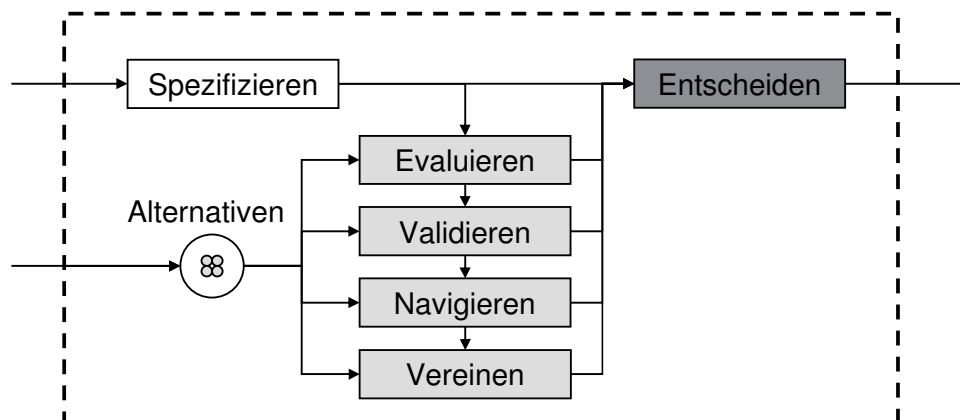 Spezifizieren
Entscheiden
Evaluieren
Alternativen
Validieren
Navigieren
Vereinen